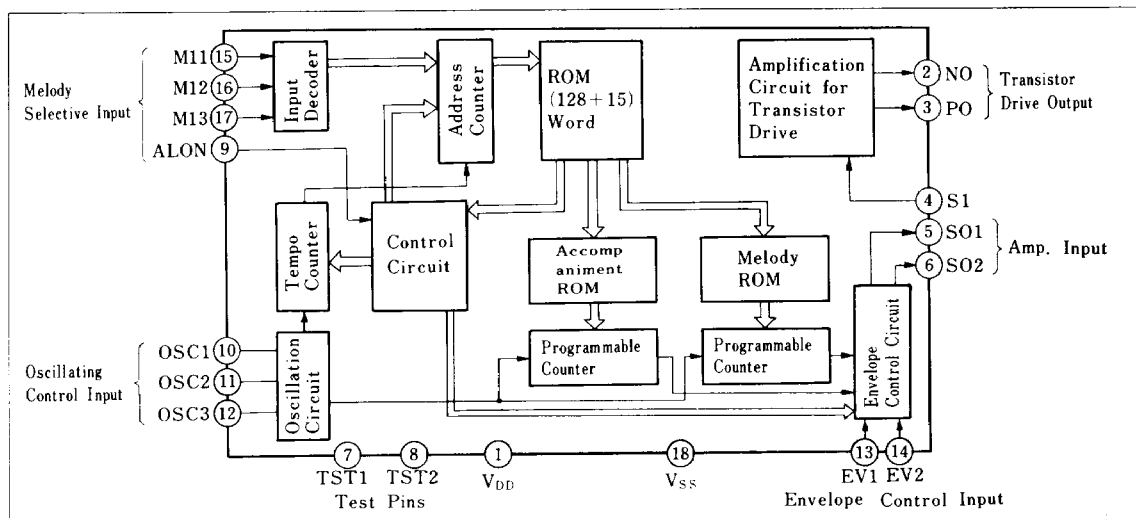 Melody
Selective Input
M11 15
M12 16
M13 17
ALON
9
Input
Decoder
Address
Counter
ROM
(128+15)
Word
Amplification
Circuit for
Transistor
Drive
2 NO
3 PO
Transistor
Drive Output
4 S1
5 SO1
6 SO2
Amp. Input
Tempo
Counter
Control
Circuit
Accomp
animent
ROM
Melody
ROM
Programmable
Counter
Programmable
Counter
Envelope
Control Circuit
Oscillating
Control Input
OSC1 10
OSC2 11
OSC3 12
Oscillation
Circuit
7
TST1
8
TST2
Test Pins
1
VDD
18
VSS
13
EV1
14
EV2
Envelope Control Input